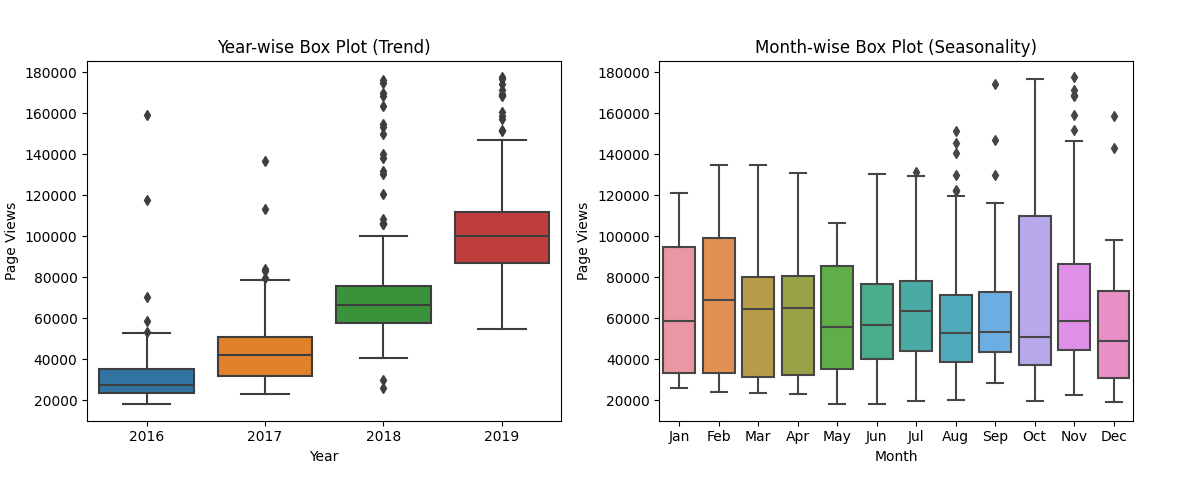 Year-wise Box Plot (Trend)
180000
160000
140000
120000
100000
80000
60000
40000
20000
Page Views
2016 2017 2018 2019
Year
Month-wise Box Plot (Seasonality)
180000
160000
140000
120000
100000
80000
60000
40000
20000
Page Views
Jan Feb Mar Apr May Jun Jul Aug Sep Oct Nov Dec
Month